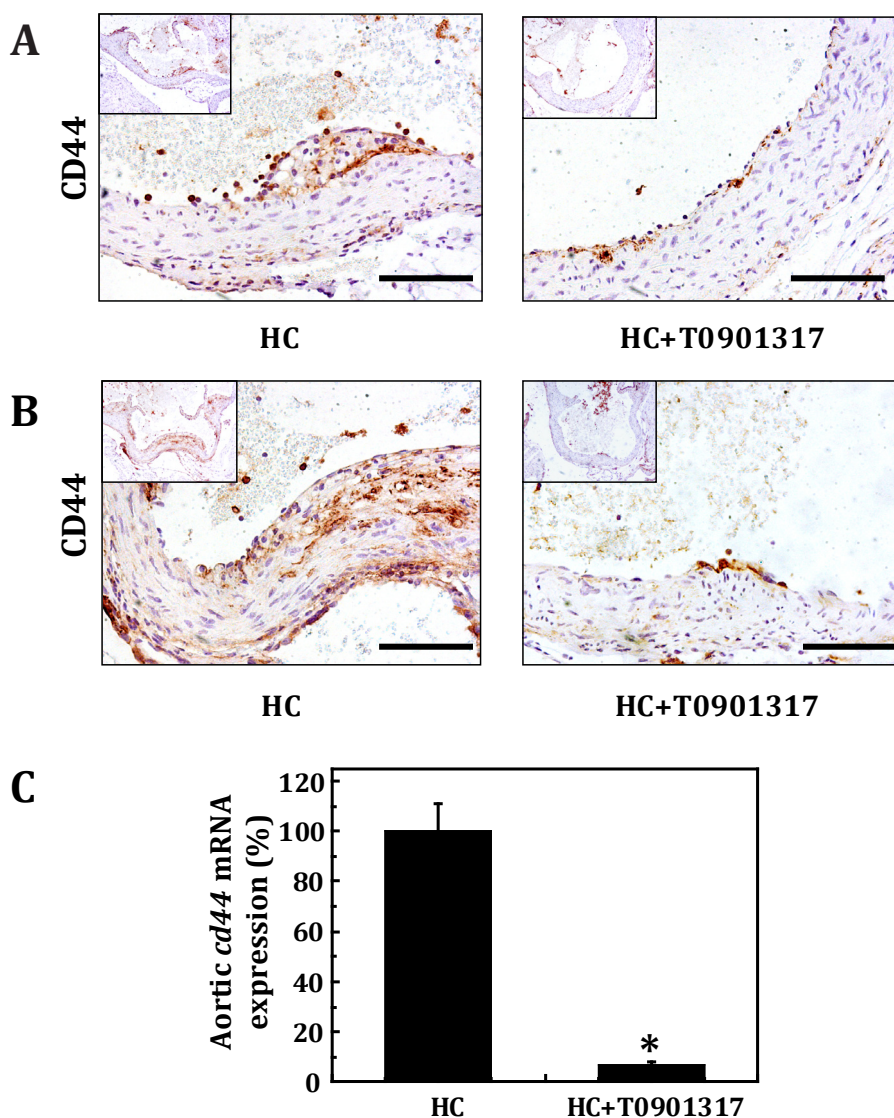 A
CD44
HC
HC+T0901317
B
CD44
HC
HC+T0901317
C
Aortic cd44 mRNA
expression (%)
120
100
80
60
40
20
0
*
HC
HC+T0901317